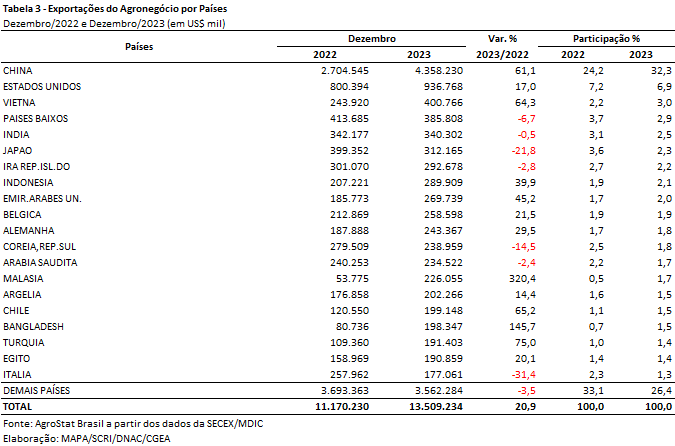 Tabela 3 - Exportações do Agronegócio por Países
Dezembro/2022 e Dezembro/2023 (em US$ mil)
Países Dezembro Var. % Participação %
2022 2023 2023/2022 2022 2023
CHINA 2.704.545 4.358.230 61,1 24,2 32,3
ESTADOS UNIDOS 800.394 936.768 17,0 7,2 6,9
VIETNA 243.920 400.766 64,3 2,2 3,0
PAISES BAIXOS 413.685 385.808 -6,7 3,7 2,9
INDIA 342.177 340.302 -0,5 3,1 2,5
JAPAO 399.352 312.165 -21,8 3,6 2,3
IRA REP.ISL.DO 301.070 292.678 -2,8 2,7 2,2
INDONESIA 207.221 289.909 39,9 1,9 2,1
EMIR.ARABES UN. 185.773 269.739 45,2 1,7 2,0
BELGICA 212.869 258.598 21,5 1,9 1,9
ALEMANHA 187.888 243.367 29,5 1,7 1,8
COREIA,REP.SUL 279.509 238.959 -14,5 2,5 1,8
ARABIA SAUDITA 240.253 234.522 -2,4 2,2 1,7
MALASIA 53.775 226.055 320,4 0,5 1,7
ARGELIA 176.858 202.266 14,4 1,6 1,5
CHILE 120.550 199.148 65,2 1,1 1,5
BANGLADESH 80.736 198.347 145,7 0,7 1,5
TURQUIA 109.360 191.403 75,0 1,0 1,4
EGITO 158.969 190.859 20,1 1,4 1,4
ITALIA 257.962 177.061 -31,4 2,3 1,3
DEMAIS PAÍSES 3.693.363 3.562.284 -3,5 33,1 26,4
TOTAL 11.170.230 13.509.234 20,9 100,0 100,0
Fonte: AgroStat Brasil a partir dos dados da SECEX/MDIC
Elaboração: MAPA/SCRI/DNAC/CGEA